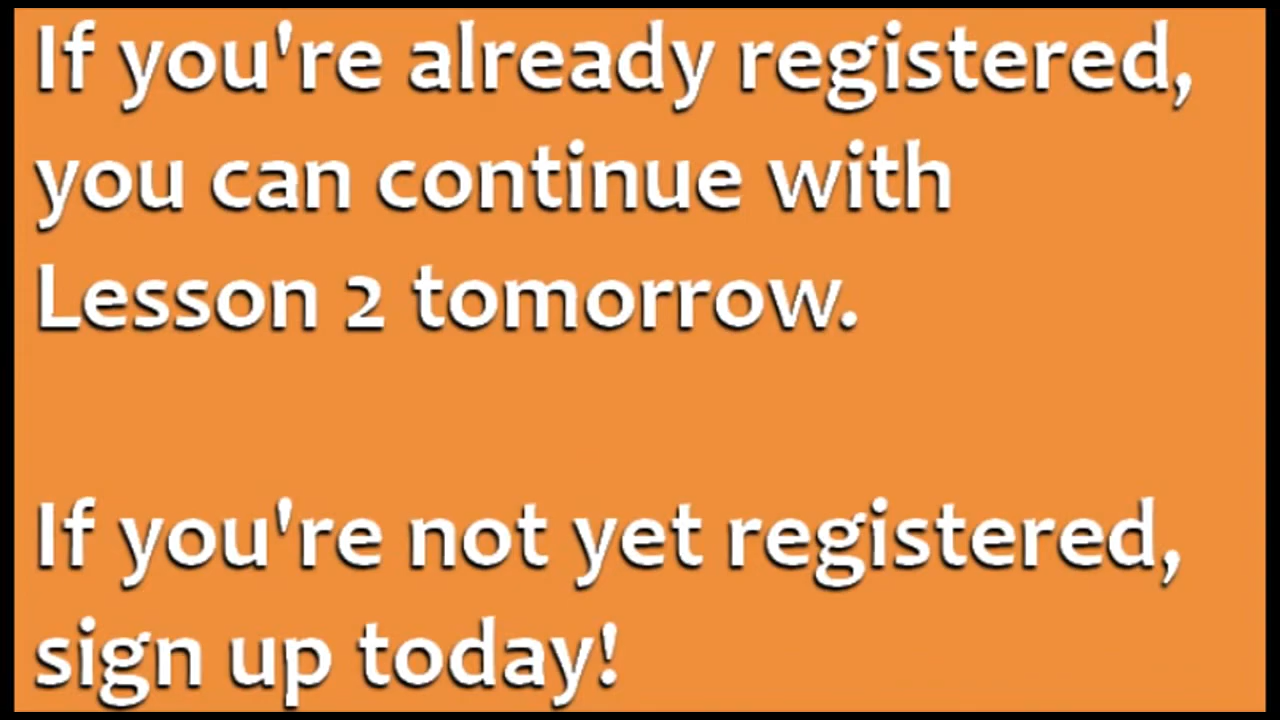 If you're already registered,
you can continue with
Lesson 2 tomorrow.
If you're not yet registered,
sign up today!